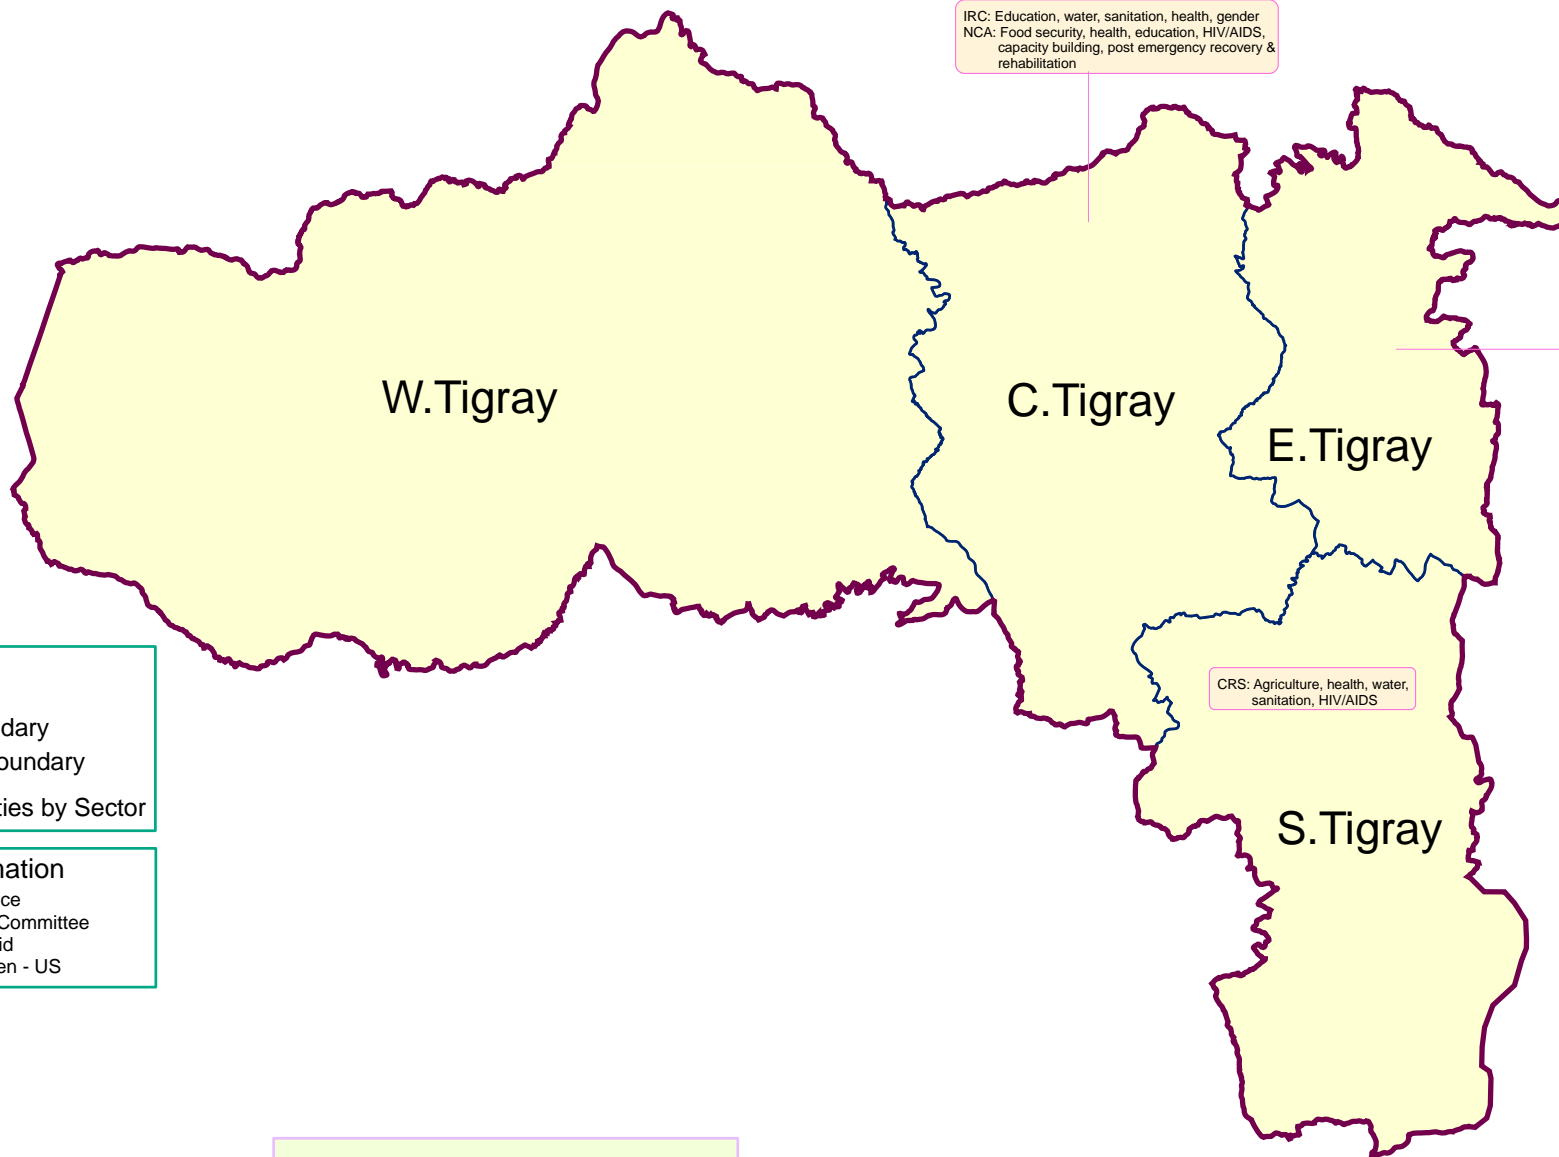 IRC: Education, water, sanitation, health, gender
NCA: Food security, health, education, HIV/AIDS,
capacity building, post emergency recovery &
rehabilitation
W.Tigray
C.Tigray
E.Tigray
CRS: Agriculture, health, water,
sanitation, HIV/AIDS
S.Tigray
dary
oundary
ties by Sector
nation
ce
Committee
id
en - US